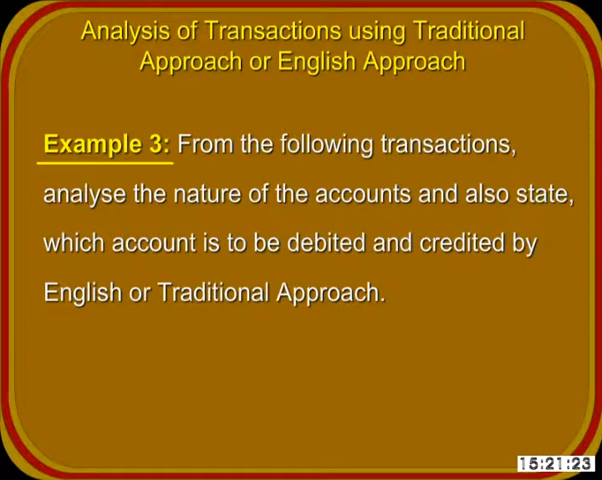 Analysis of Transactions using Traditional
Approach or English Approach
Example 3: From the following transactions,
analyse the nature of the accounts and also state,
which account is to be debited and credited by
English or Traditional Approach.
15:21:23